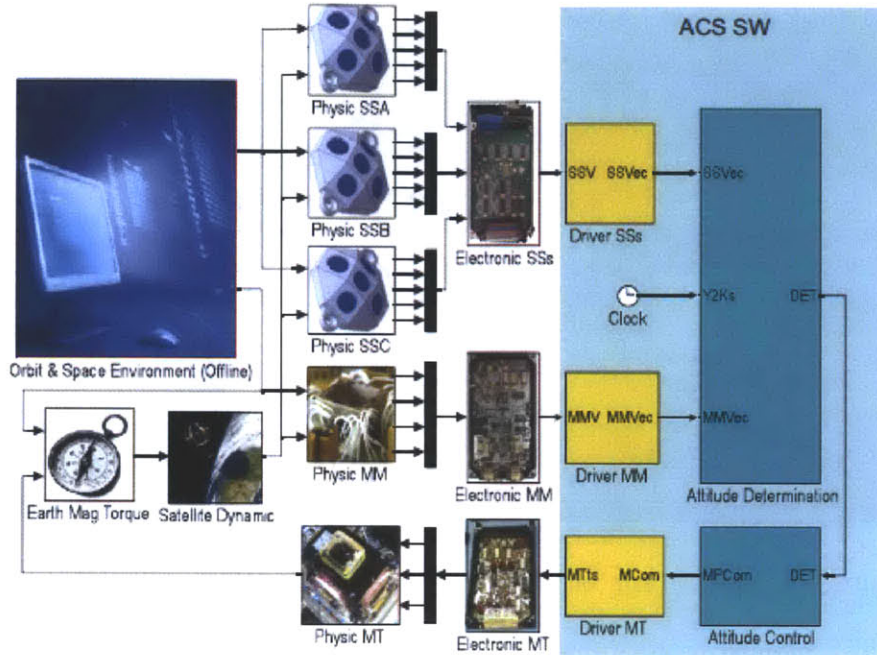 ACS SW
Physic SSA
Physic SSB
Physic SSC
Electronic SSs
SSV SSVec
Driver SSs
SSVec
Y2Ks
DET
Clock
Orbit & Space Environment (Offline)
MMV MMVec
MMVec
Physic MM
Electronic MM
Driver MM
Attitude Determination
Earth Mag Torque
Satellite Dynamic
MTts MCom
MFCom DET
Physic MT
Electronic MT
Driver MT
Attitude Control